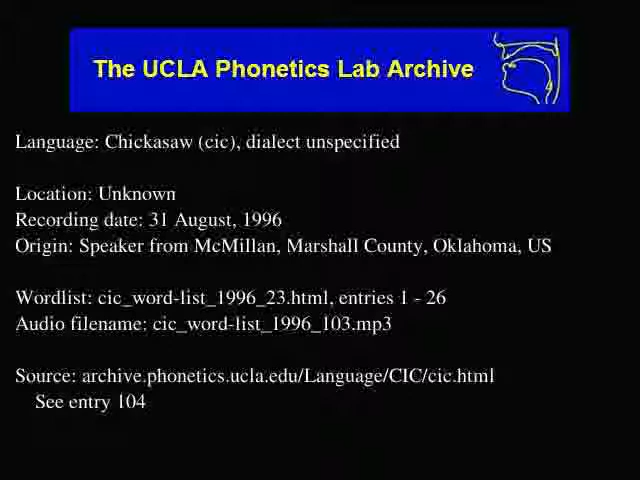 The UCLA Phonetics Lab Archive
Language: Chickasaw (cic), dialect unspecified
Location: Unknown
Recording date: 31 August, 1996
Origin: Speaker from McMillan, Marshall County, Oklahoma, US
Wordlist: cic_word-list_1996_23.html, entries 1 - 26
Audio filename: cic_word-list_1996_103.mp3
Source: archive.phonetics.ucla.edu/Language/CIC/cic.html
See entry 104